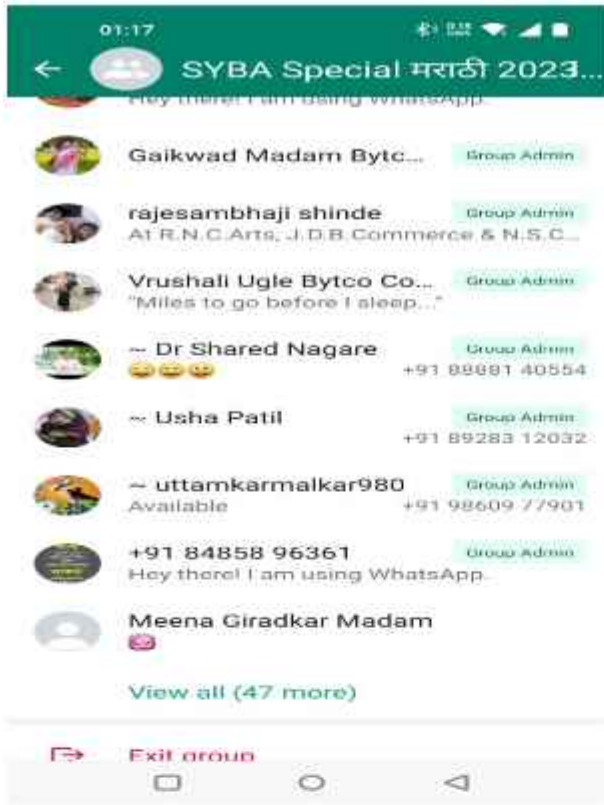 01:17
SYBA Special मराठी 2023...
Hey there! I am using WhatsApp.
Gaikwad Madam Bytc... Group Admin
rajesambhaji shinde Group Admin
At R.N.C.Arts, J.D.B.Commerce & N.S.C...
Vrushali Ugle Bytco Co... Group Admin
"Miles to go before I sleep..."
~ Dr Shared Nagare Group Admin
😄😄😄 +91 88881 40554
~ Usha Patil Group Admin
+91 89283 12032
~ uttamkarmalkar980 Group Admin
Available +91 98609 77901
+91 84858 96361 Group Admin
Hey there! I am using WhatsApp.
Meena Giradkar Madam
View all (47 more)
Exit group